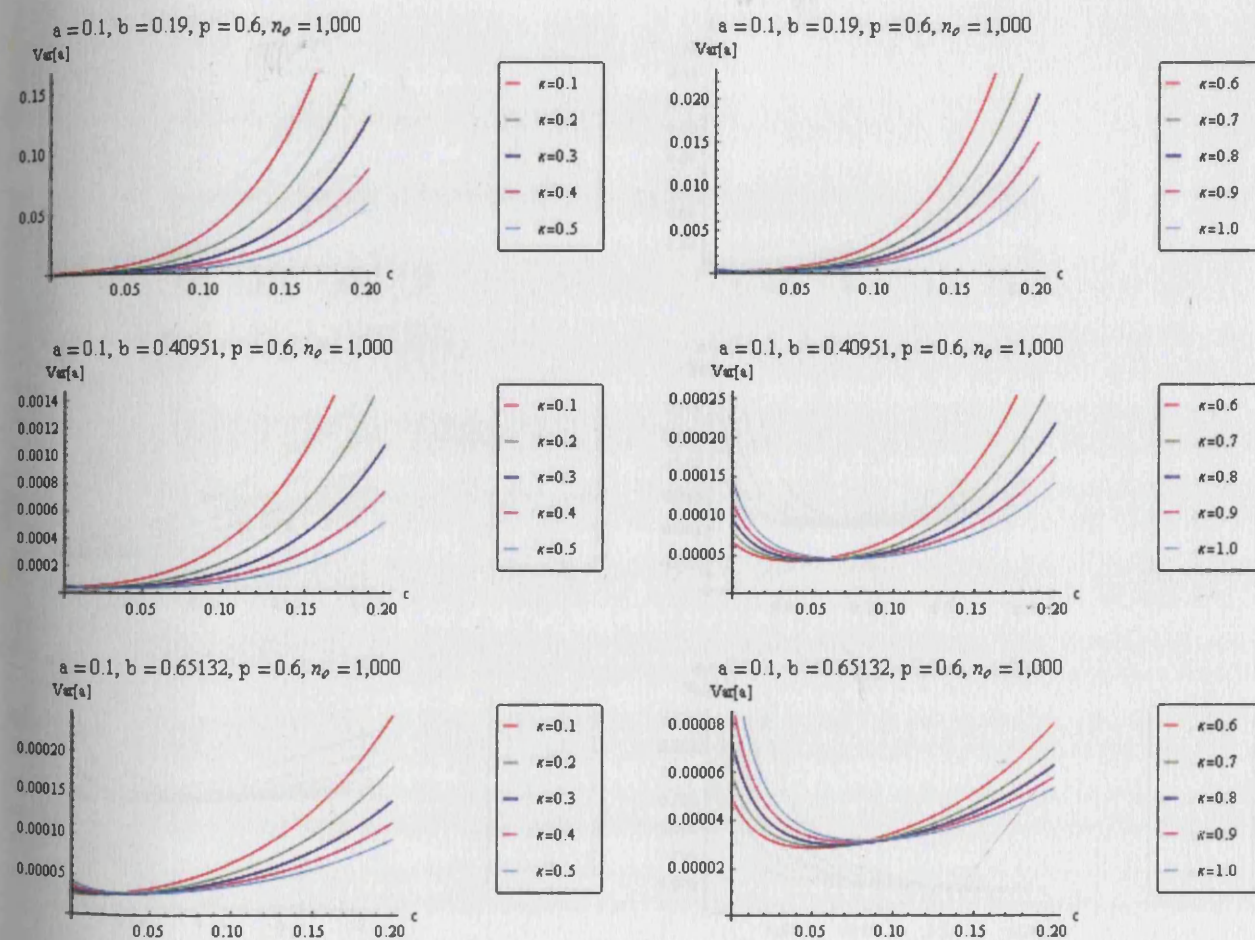 a = 0.1, b = 0.19, p = 0.6, nₒ = 1,000
Var[a]
0.15
0.10
0.05
0.05 0.10 0.15 0.20 c
κ=0.1
κ=0.2
κ=0.3
κ=0.4
κ=0.5
a = 0.1, b = 0.19, p = 0.6, nₒ = 1,000
Var[a]
0.020
0.015
0.010
0.005
0.05 0.10 0.15 0.20 c
κ=0.6
κ=0.7
κ=0.8
κ=0.9
κ=1.0
a = 0.1, b = 0.40951, p = 0.6, nₒ = 1,000
Var[a]
0.0014
0.0012
0.0010
0.0008
0.0006
0.0004
0.0002
0.05 0.10 0.15 0.20 c
κ=0.1
κ=0.2
κ=0.3
κ=0.4
κ=0.5
a = 0.1, b = 0.40951, p = 0.6, nₒ = 1,000
Var[a]
0.00025
0.00020
0.00015
0.00010
0.00005
0.05 0.10 0.15 0.20 c
κ=0.6
κ=0.7
κ=0.8
κ=0.9
κ=1.0
a = 0.1, b = 0.65132, p = 0.6, nₒ = 1,000
Var[a]
0.00020
0.00015
0.00010
0.00005
0.05 0.10 0.15 0.20 c
κ=0.1
κ=0.2
κ=0.3
κ=0.4
κ=0.5
a = 0.1, b = 0.65132, p = 0.6, nₒ = 1,000
Var[a]
0.00008
0.00006
0.00004
0.00002
0.05 0.10 0.15 0.20 c
κ=0.6
κ=0.7
κ=0.8
κ=0.9
κ=1.0